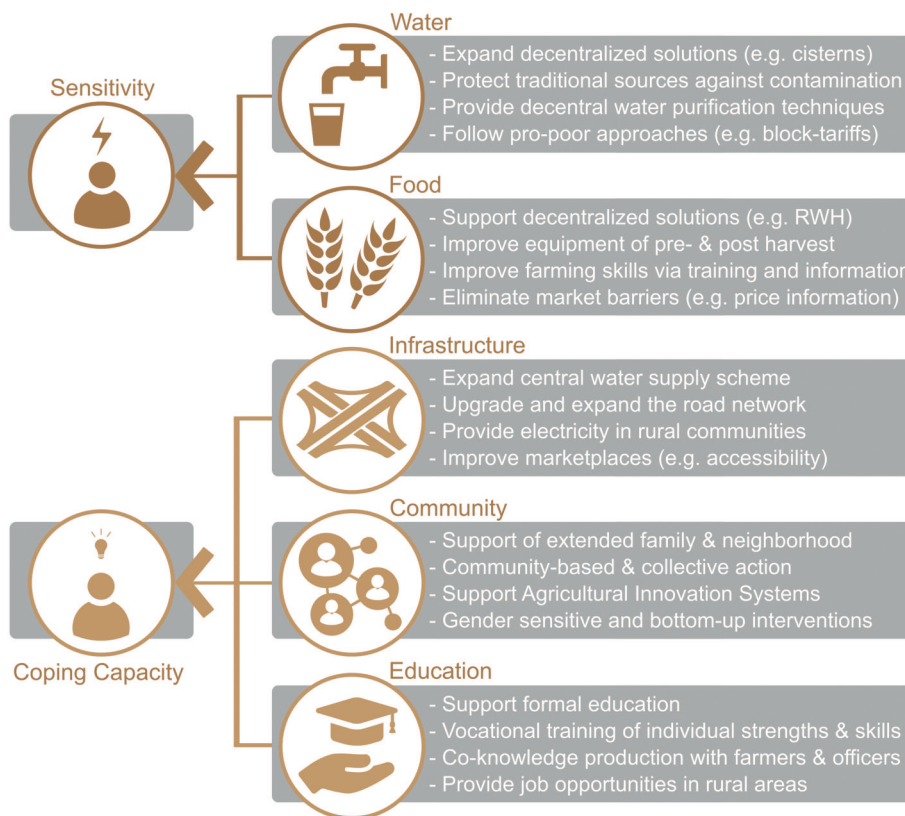 Water
- Expand decentralized solutions (e.g. cisterns)
- Protect traditional sources against contamination
- Provide decentral water purification techniques
- Follow pro-poor approaches (e.g. block-tariffs)
Sensitivity
Food
- Support decentralized solutions (e.g. RWH)
- Improve equipment of pre- & post harvest
- Improve farming skills via training and information
- Eliminate market barriers (e.g. price information)
Infrastructure
- Expand central water supply scheme
- Upgrade and expand the road network
- Provide electricity in rural communities
- Improve marketplaces (e.g. accessibility)
Community
- Support of extended family & neighborhood
- Community-based & collective action
- Support Agricultural Innovation Systems
- Gender sensitive and bottom-up interventions
Coping Capacity
Education
- Support formal education
- Vocational training of individual strengths & skills
- Co-knowledge production with farmers & officers
- Provide job opportunities in rural areas